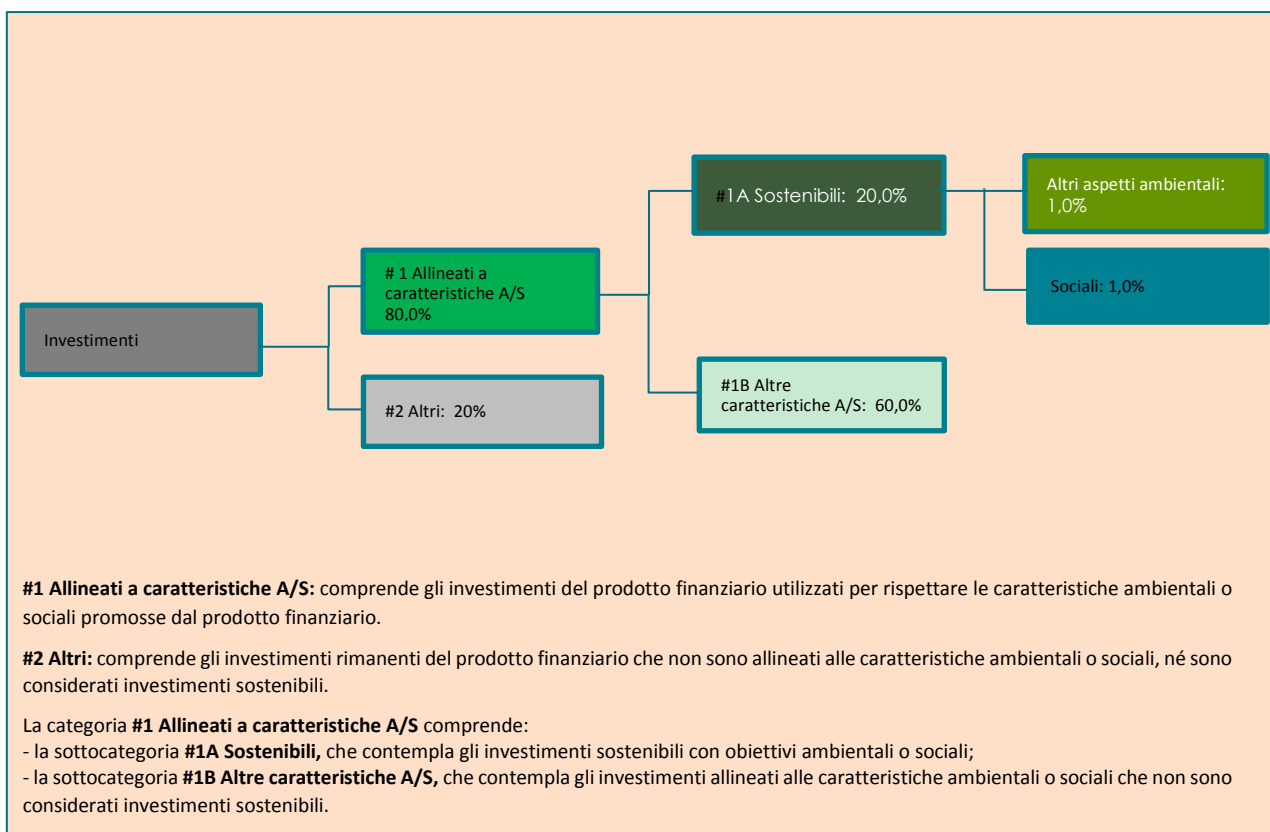 #1A Sostenibili: 20,0%
Altri aspetti ambientali:
1,0%
# 1 Allineati a
caratteristiche A/S
80,0%
Sociali: 1,0%
Investimenti
#2 Altri: 20%
#1B Altre
caratteristiche A/S: 60,0%
#1 Allineati a caratteristiche A/S: comprende gli investimenti del prodotto finanziario utilizzati per rispettare le caratteristiche ambientali o
sociali promosse dal prodotto finanziario.
#2 Altri: comprende gli investimenti rimanenti del prodotto finanziario che non sono allineati alle caratteristiche ambientali o sociali, né sono
considerati investimenti sostenibili.
La categoria #1 Allineati a caratteristiche A/S comprende:
- la sottocategoria #1A Sostenibili, che contempla gli investimenti sostenibili con obiettivi ambientali o sociali;
- la sottocategoria #1B Altre caratteristiche A/S, che contempla gli investimenti allineati alle caratteristiche ambientali o sociali che non sono
considerati investimenti sostenibili.